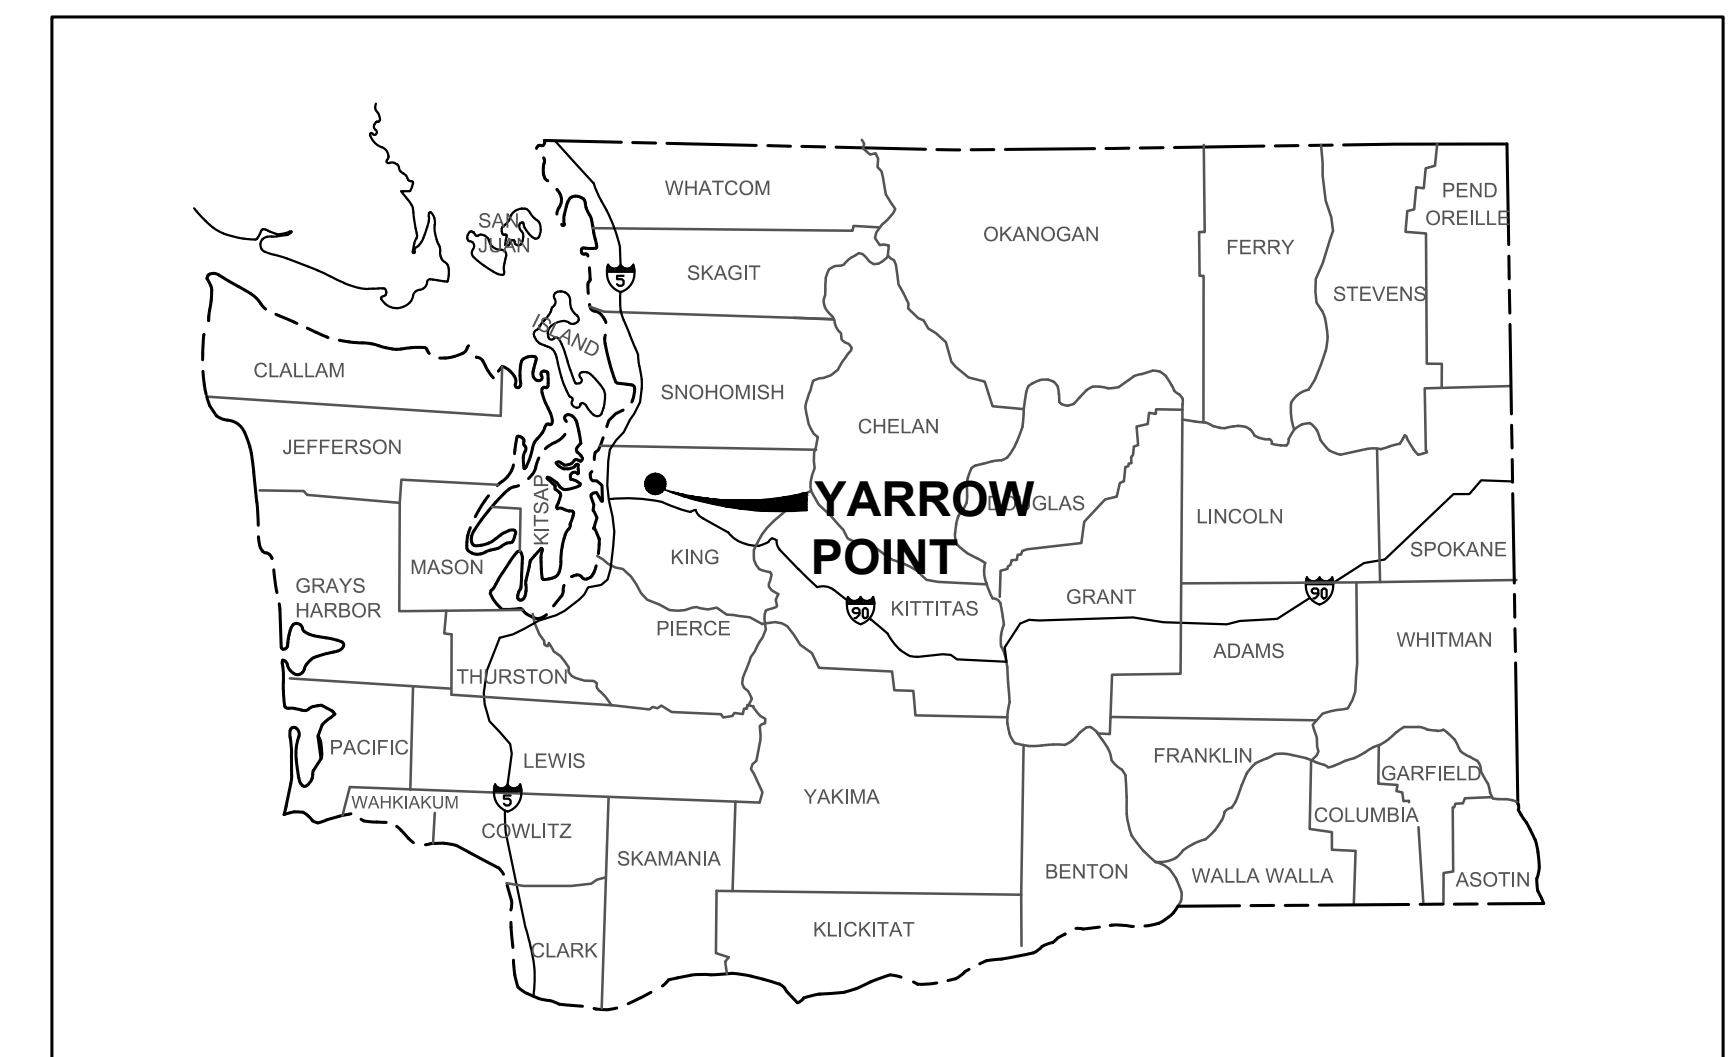 WHATCOM
PEND
OREILLE
SAN
JUAN
OKANOGAN
FERRY
SKAGIT
5
STEVENS
ISLAND
CLALLAM
SNOHOMISH
CHELAN
JEFFERSON
KITSAP
YARROW
POINT
DOUGLAS
LINCOLN
SPOKANE
KING
MASON
GRAYS
HARBOR
90
KITTITAS
GRANT
90
PIERCE
WHITMAN
ADAMS
THURSTON
PACIFIC
LEWIS
FRANKLIN
GARFIELD
YAKIMA
WAHKIAKUM
5
COLUMBIA
COWLITZ
SKAMANIA
BENTON
WALLA WALLA
ASOTIN
KLICKITAT
CLARK